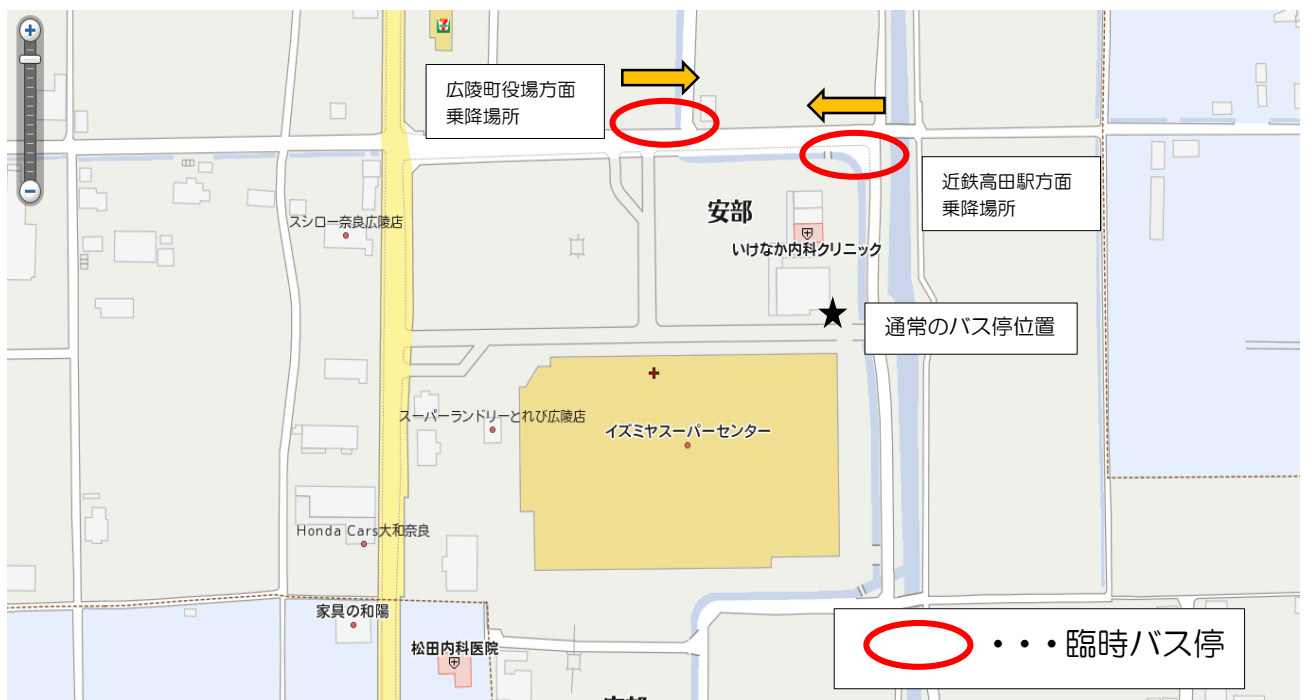 7
広陵町役場方面
乗降場所
近鉄高田駅方面
乗降場所
安部
スシロー奈良広陵店
いけなか内科クリニック
通常のバス停位置
スーパーランドリーとれび広陵店
イズミヤスーパーセンター
Honda Cars大和奈良
家具の和陽
松田内科医院
・・・臨時バス停
安部